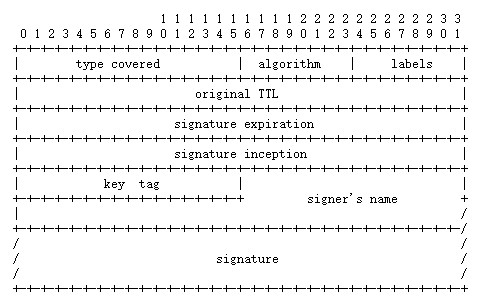 1 1 1 1 1 1 1 1 1 1 2 2 2 2 2 2 2 2 2 2 3 3
0 1 2 3 4 5 6 7 8 9 0 1 2 3 4 5 6 7 8 9 0 1 2 3 4 5 6 7 8 9 0 1
type covered algorithm labels
original TTL
signature expiration
signature inception
key tag
signer's name
signature